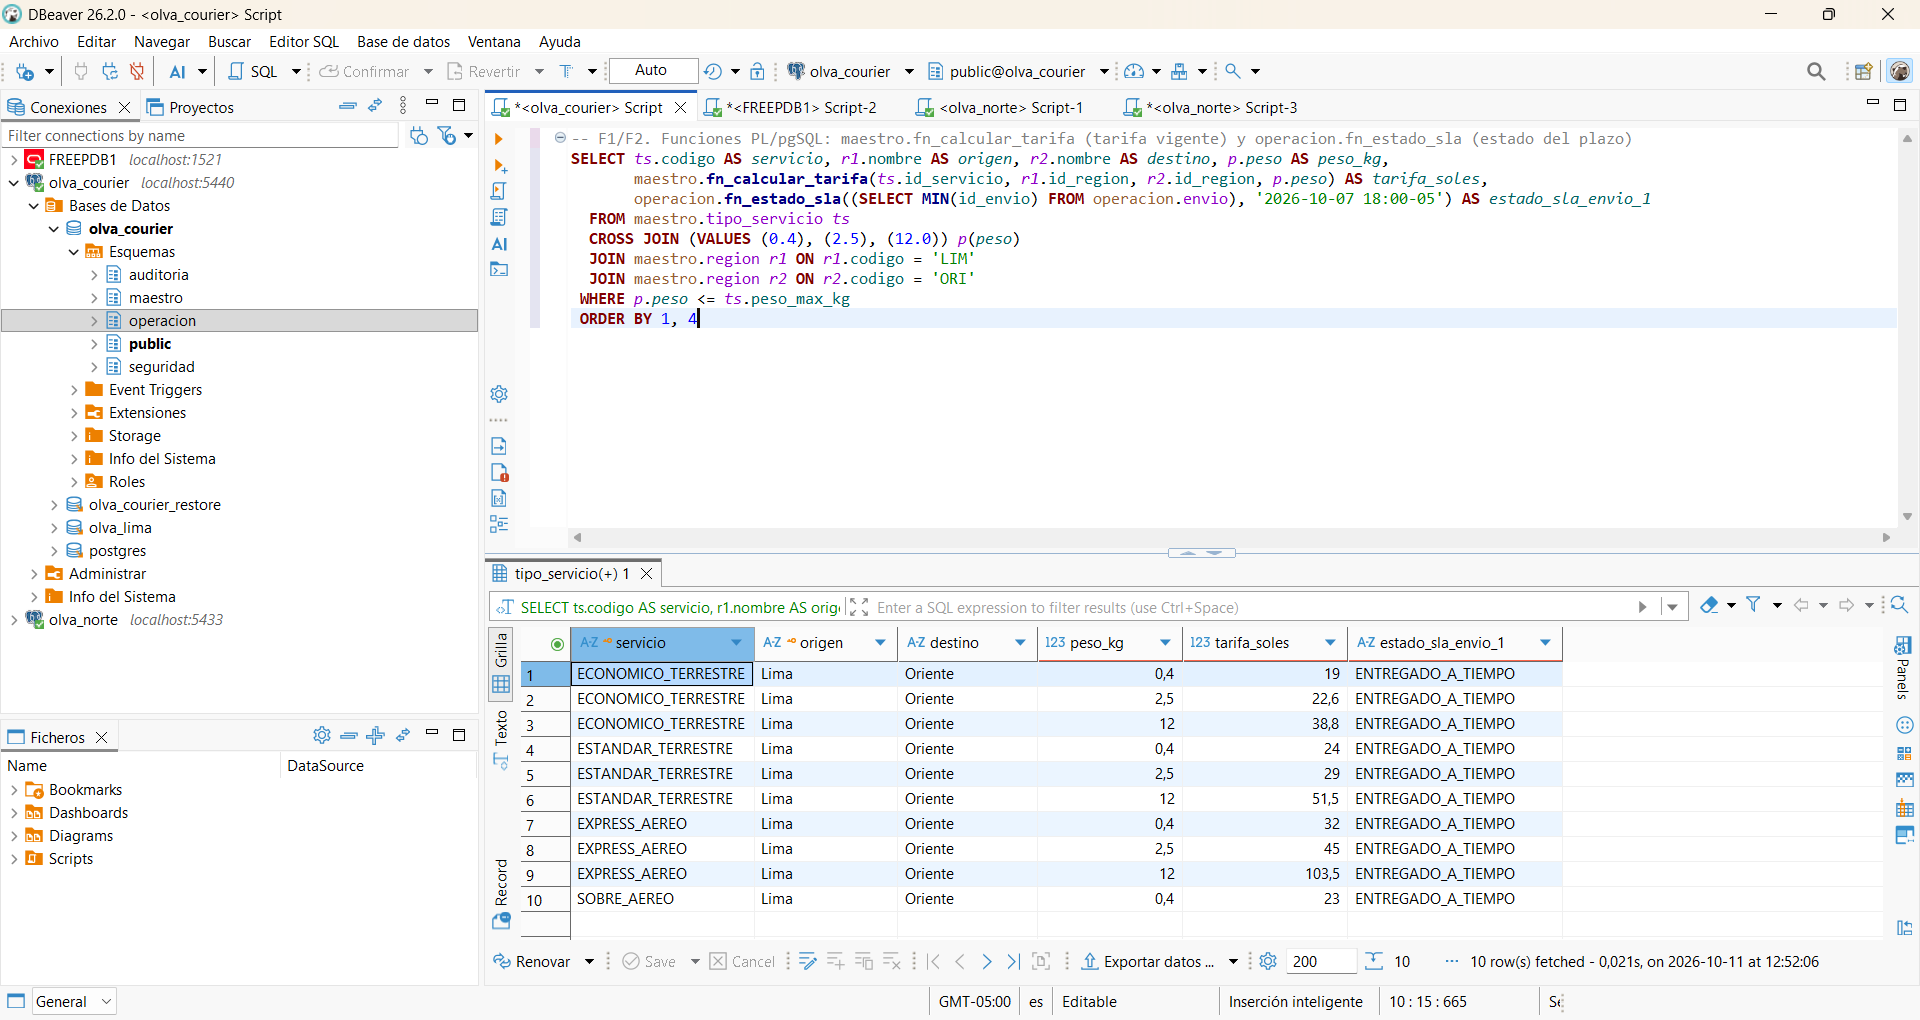 DBeaver 26.2.0 - <olva_courier> Script
Archivo Editar Navegar Buscar Editor SQL Base de datos Ventana Ayuda
AI SQL Confirmar Revertir T Auto olva_courier public@olva_courier
Conexiones Proyectos
Filter connections by name
FREEPDB1 localhost:1521
olva_courier localhost:5440
Bases de Datos
olva_courier
Esquemas
auditoria
maestro
operacion
public
seguridad
Event Triggers
Extensiones
Storage
Info del Sistema
Roles
olva_courier_restore
olva_lima
postgres
Administrar
Info del Sistema
olva_norte localhost:5433
Ficheros
Name DataSource
Bookmarks
Dashboards
Diagrams
Scripts
General
*<olva_courier> Script *<FREEPDB1> Script-2 <olva_norte> Script-1 *<olva_norte> Script-3
AI
-- F1/F2. Funciones PL/pgSQL: maestro.fn_calcular_tarifa (tarifa vigente) y operacion.fn_estado_sla (estado del plazo)
SELECT ts.codigo AS servicio, r1.nombre AS origen, r2.nombre AS destino, p.peso AS peso_kg,
maestro.fn_calcular_tarifa(ts.id_servicio, r1.id_region, r2.id_region, p.peso) AS tarifa_soles,
operacion.fn_estado_sla((SELECT MIN(id_envio) FROM operacion.envio), '2026-10-07 18:00-05') AS estado_sla_envio_1
FROM maestro.tipo_servicio ts
CROSS JOIN (VALUES (0.4), (2.5), (12.0)) p(peso)
JOIN maestro.region r1 ON r1.codigo = 'LIM'
JOIN maestro.region r2 ON r2.codigo = 'ORI'
WHERE p.peso <= ts.peso_max_kg
ORDER BY 1, 4
tipo_servicio(+) 1
SELECT ts.codigo AS servicio, r1.nombre AS orige Enter a SQL expression to filter results (use Ctrl+Space)
Grilla
Texto
Record
Panels
A-Z servicio A-Z origen A-Z destino 123 peso_kg 123 tarifa_soles A-Z estado_sla_envio_1
1 ECONOMICO_TERRESTRE Lima Oriente 0,4 19 ENTREGADO_A_TIEMPO
2 ECONOMICO_TERRESTRE Lima Oriente 2,5 22,6 ENTREGADO_A_TIEMPO
3 ECONOMICO_TERRESTRE Lima Oriente 12 38,8 ENTREGADO_A_TIEMPO
4 ESTANDAR_TERRESTRE Lima Oriente 0,4 24 ENTREGADO_A_TIEMPO
5 ESTANDAR_TERRESTRE Lima Oriente 2,5 29 ENTREGADO_A_TIEMPO
6 ESTANDAR_TERRESTRE Lima Oriente 12 51,5 ENTREGADO_A_TIEMPO
7 EXPRESS_AEREO Lima Oriente 0,4 32 ENTREGADO_A_TIEMPO
8 EXPRESS_AEREO Lima Oriente 2,5 45 ENTREGADO_A_TIEMPO
9 EXPRESS_AEREO Lima Oriente 12 103,5 ENTREGADO_A_TIEMPO
10 SOBRE_AEREO Lima Oriente 0,4 23 ENTREGADO_A_TIEMPO
Renovar Save Cancel Exportar datos ... 200 10 ... 10 row(s) fetched - 0,021s, on 2026-10-11 at 12:52:06
GMT-05:00 es Editable Inserción inteligente 10 : 15 : 665